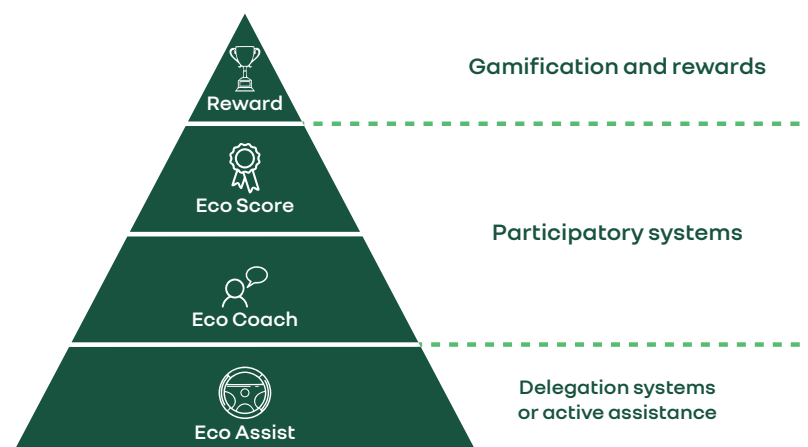 Gamification and rewards
Reward
Eco Score
Participatory systems
Eco Coach
Delegation systems
or active assistance
Eco Assist